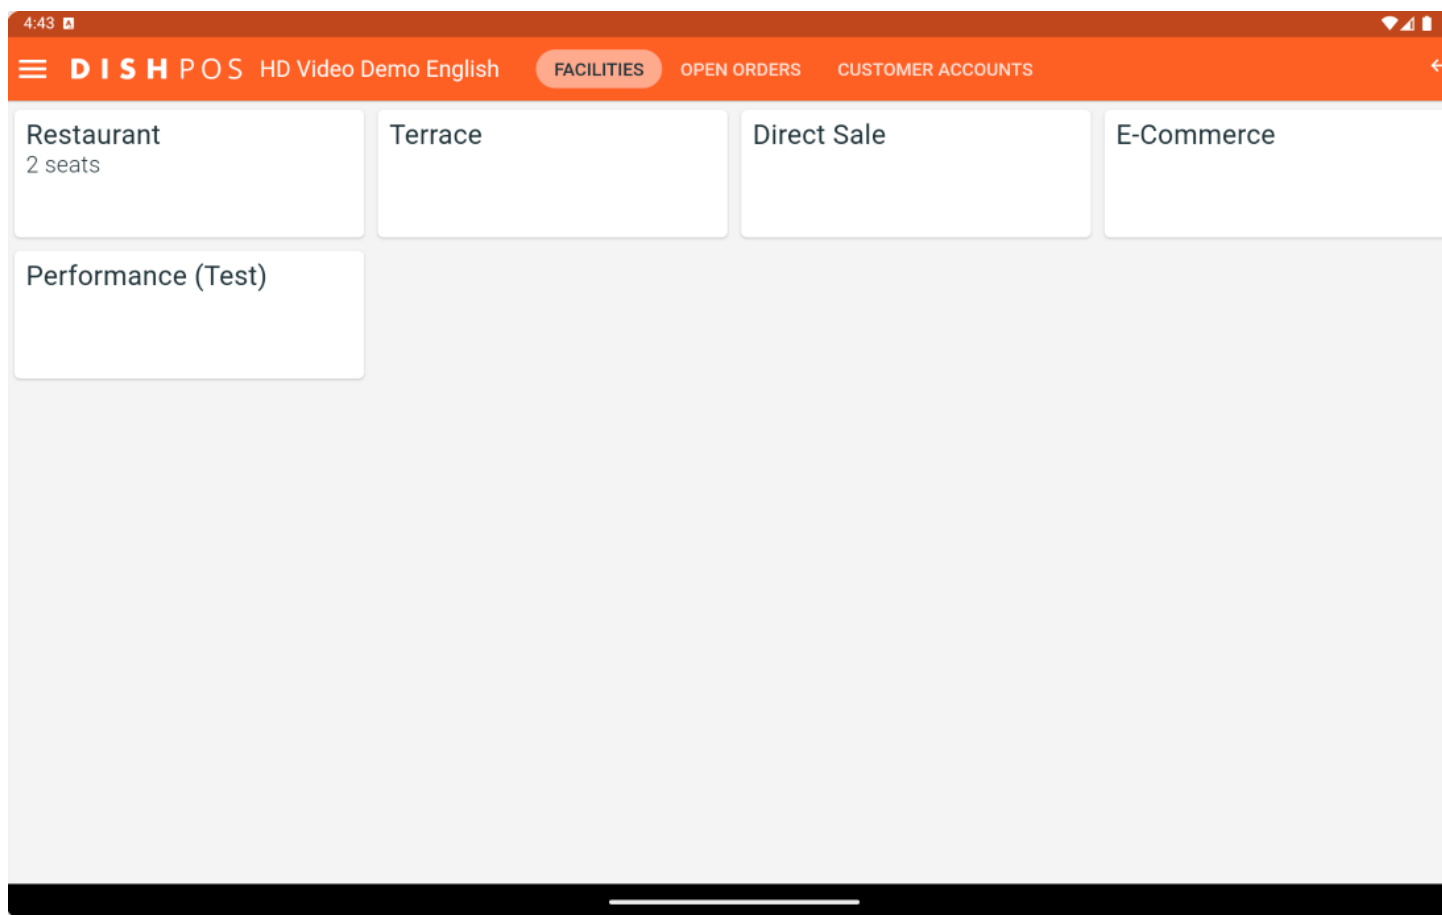 4:43
DISH POS HD Video Demo English FACILITIES OPEN ORDERS CUSTOMER ACCOUNTS
Restaurant
2 seats
Terrace
Direct Sale
E-Commerce
Performance (Test)